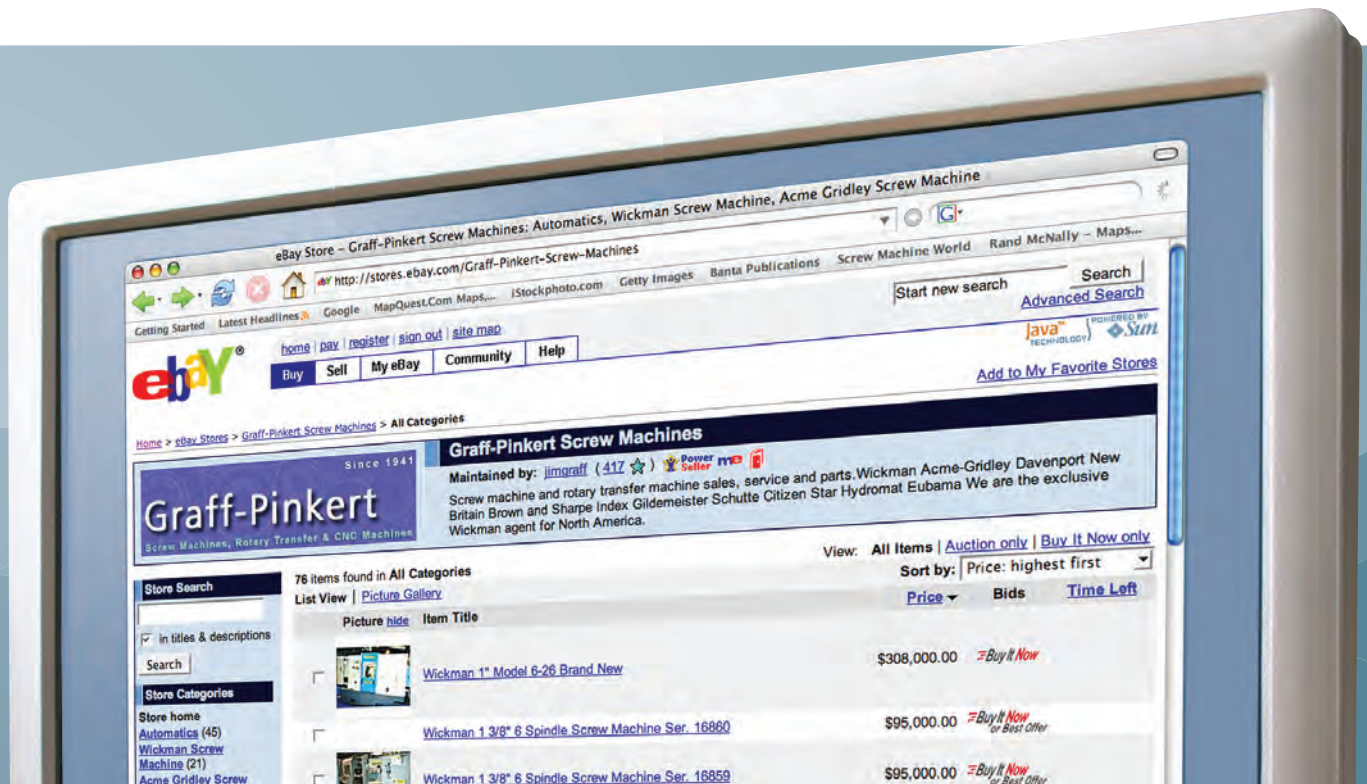 eBay Store – Graff-Pinkert Screw Machines: Automatics, Wickman Screw Machine, Acme Gridley Screw Machine
http://stores.ebay.com/Graff-Pinkert-Screw-Machines
G
Getting Started Latest Headlines Google MapQuest.Com Maps,... iStockphoto.com Getty Images Banta Publications Screw Machine World Rand McNally – Maps...
Start new search Search
Advanced Search
ebaY® home | pay | register | sign out | site map
Buy Sell My eBay Community Help
Java™ TECHNOLOGY POWERED BY Sun
Add to My Favorite Stores
Home > eBay Stores > Graff-Pinkert Screw Machines > All Categories
Since 1941
Graff-Pinkert
Screw Machines, Rotary Transfer & CNC Machines
Graff-Pinkert Screw Machines
Maintained by: jimgraff ( 417 ) Power Seller me
Screw machine and rotary transfer machine sales, service and parts.Wickman Acme-Gridley Davenport New
Britain Brown and Sharpe Index Gildemeister Schutte Citizen Star Hydromat Eubama We are the exclusive
Wickman agent for North America.
Store Search
in titles & descriptions
Search
Store Categories
Store home
Automatics (45)
Wickman Screw
Machine (21)
Acme Gridley Screw
76 items found in All Categories
View: All Items | Auction only | Buy It Now only
List View | Picture Gallery
Sort by: Price: highest first
Picture hide Item Title Price Bids Time Left
Wickman 1" Model 6-26 Brand New $308,000.00 Buy It Now
Wickman 1 3/8" 6 Spindle Screw Machine Ser. 16860 $95,000.00 Buy It Now or Best Offer
Wickman 1 3/8" 6 Spindle Screw Machine Ser. 16859 $95,000.00 Buy It Now or Best Offer